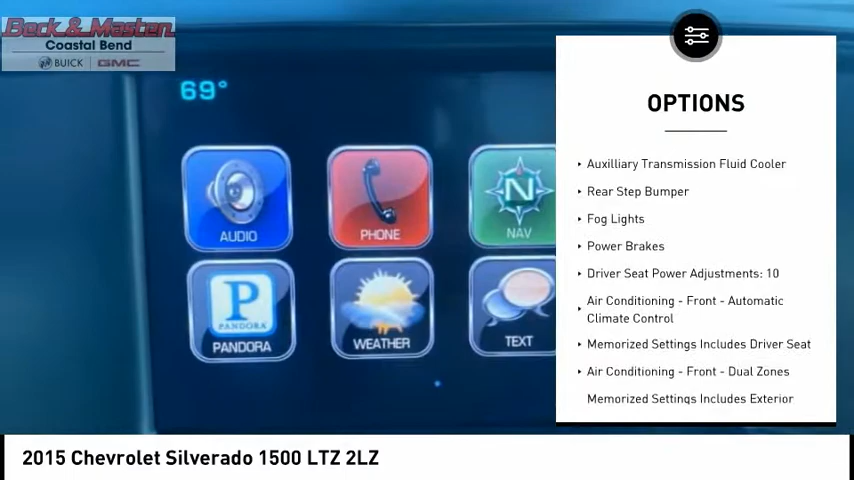 Beck & Masten
Coastal Bend
BUICK | GMC
69°
AUDIO
PHONE
N
NAV
P
PANDORA
PANDORA
WEATHER
TEXT
OPTIONS
Auxilliary Transmission Fluid Cooler
Rear Step Bumper
Fog Lights
Power Brakes
Driver Seat Power Adjustments: 10
Air Conditioning - Front - Automatic
Climate Control
Memorized Settings Includes Driver Seat
Air Conditioning - Front - Dual Zones
Memorized Settings Includes Exterior
2015 Chevrolet Silverado 1500 LTZ 2LZ